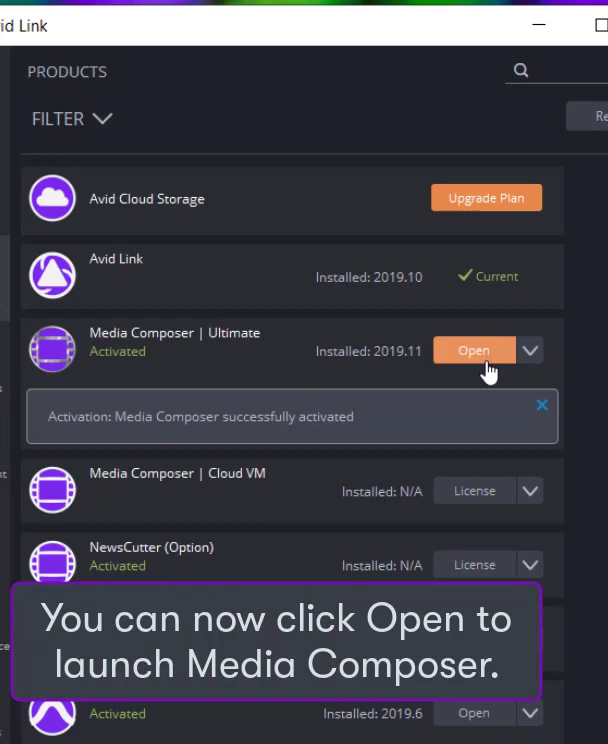 Link
PRODUCTS
FILTER
Avid Cloud Storage
Upgrade Plan
Avid Link
Installed: 2019.10
Current
Media Composer | Ultimate
Activated
Installed: 2019.11
Open
Activation: Media Composer successfully activated
Media Composer | Cloud VM
Installed: N/A
License
NewsCutter (Option)
Activated
Installed: N/A
License
You can now click Open to
launch Media Composer.
Activated
Installed: 2019.6
Open